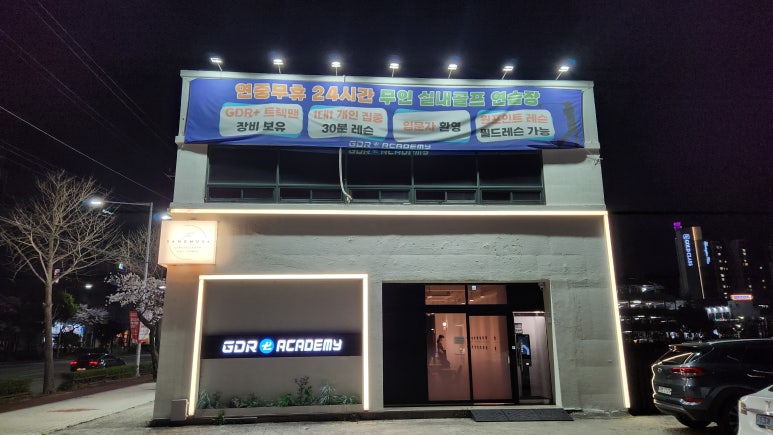 연중무휴 24시간 무인 실내골프 연습장
GDR+ 트랙맨
장비 보유
1대1 개인 집중
30분 레슨
입문자 환영
원포인트 레슨
필드레슨 가능
GDR ACADEMY
GDR ACADEMY
GDR ACADEMY